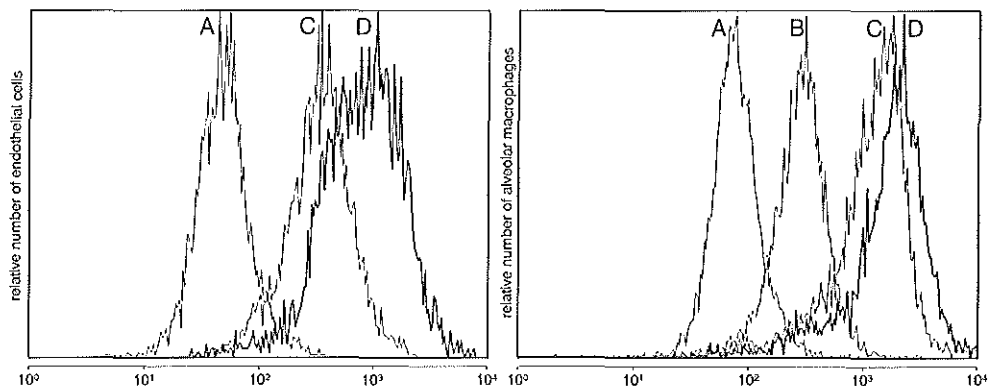 A C D
relative number of endothelial cells
10⁰ 10¹ 10² 10³ 10⁴
A B C D
relative number of alveolar macrophages
10⁰ 10¹ 10² 10³ 10⁴